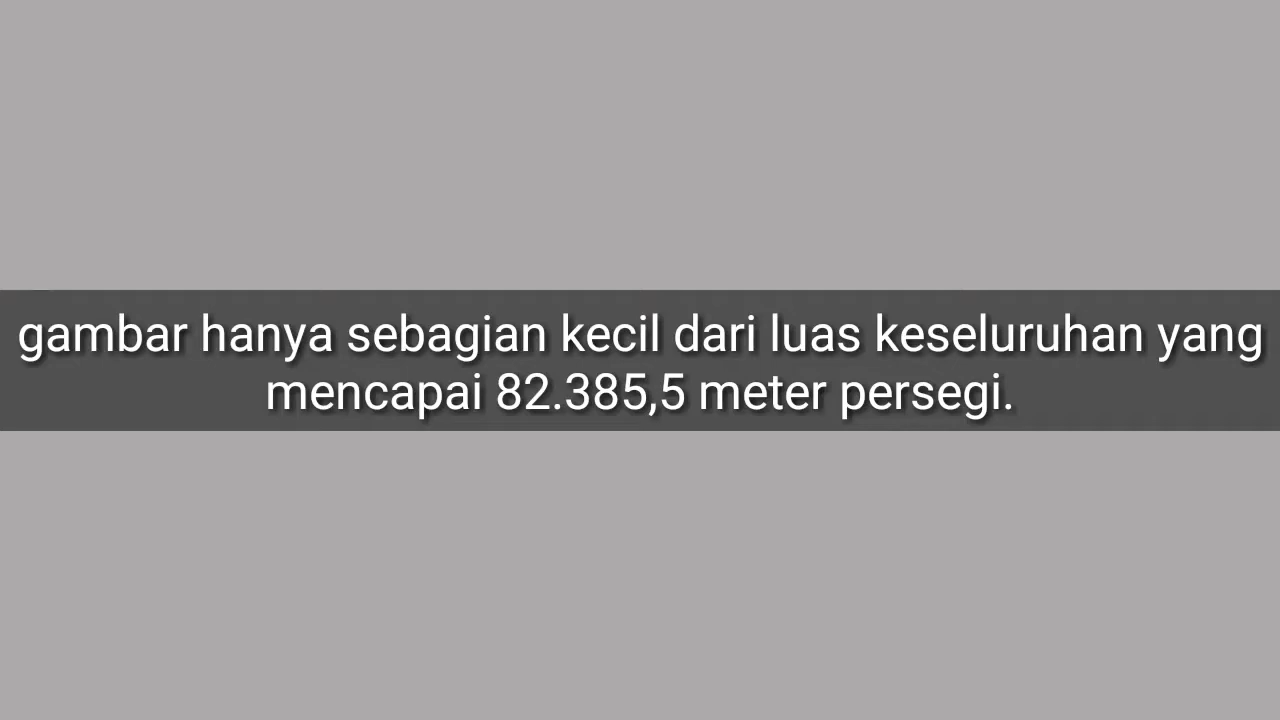 gambar hanya sebagian kecil dari luas keseluruhan yang
mencapai 82.385,5 meter persegi.